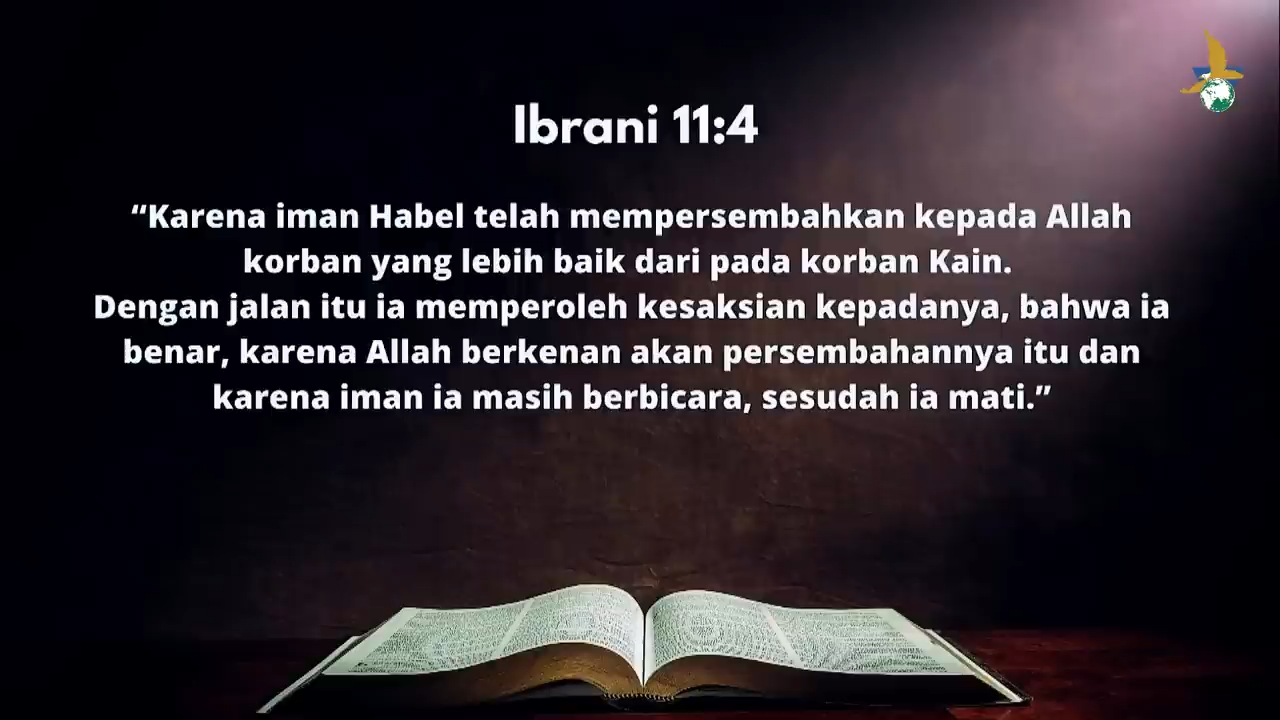 Ibrani 11:4
“Karena iman Habel telah mempersembahkan kepada Allah
korban yang lebih baik dari pada korban Kain.
Dengan jalan itu ia memperoleh kesaksian kepadanya, bahwa ia
benar, karena Allah berkenan akan persembahannya itu dan
karena iman ia masih berbicara, sesudah ia mati.”